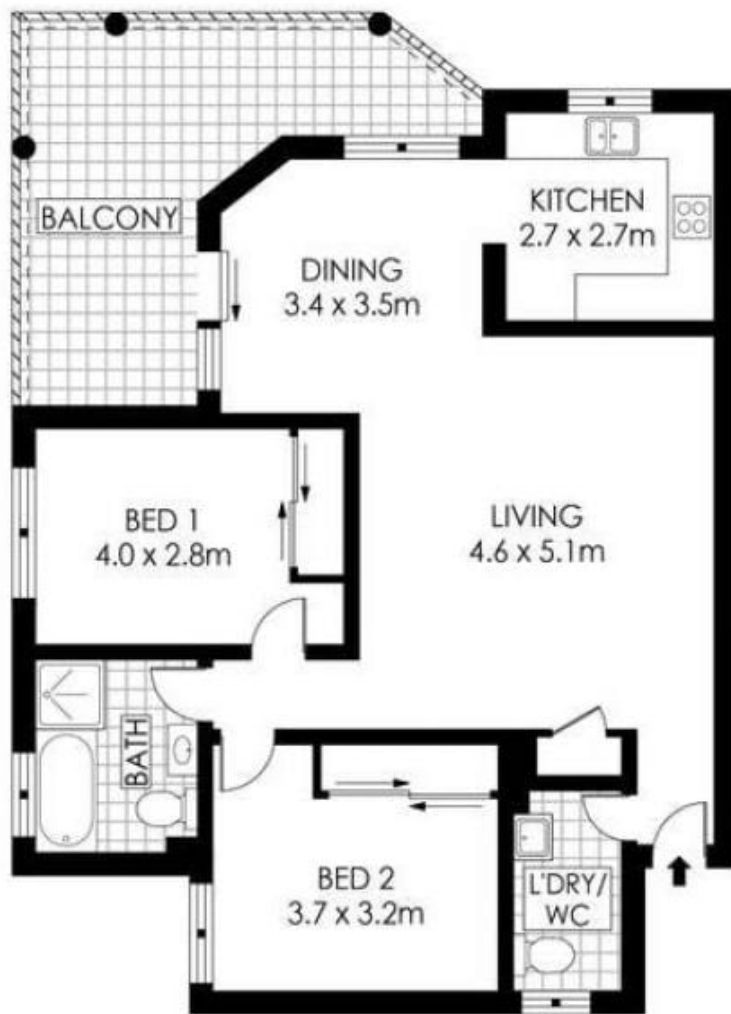 KITCHEN
2.7 x 2.7m
BALCONY
DINING
3.4 x 3.5m
BED 1
4.0 x 2.8m
LIVING
4.6 x 5.1m
BATH
BED 2
3.7 x 3.2m
L'DRY/
WC